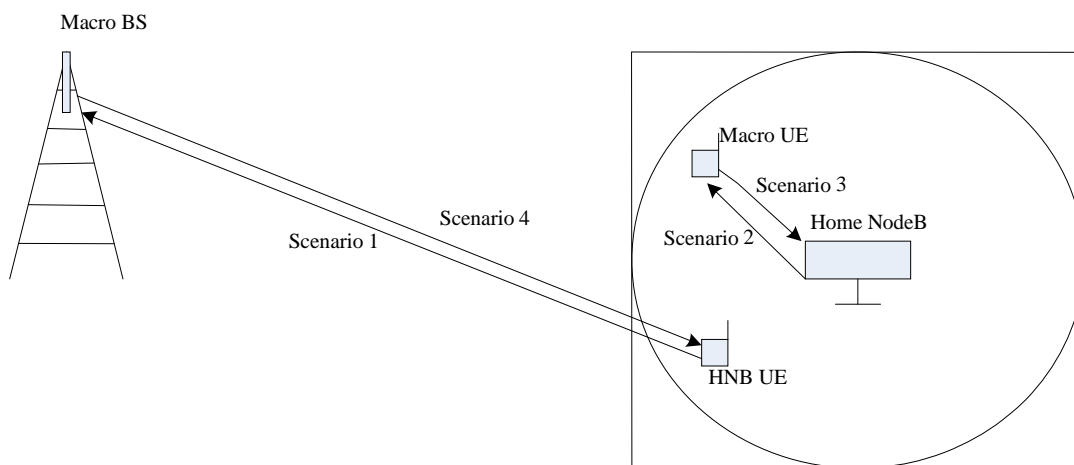 Macro BS
Macro UE
Scenario 3
Home NodeB
Scenario 4
Scenario 2
Scenario 1
HNB UE